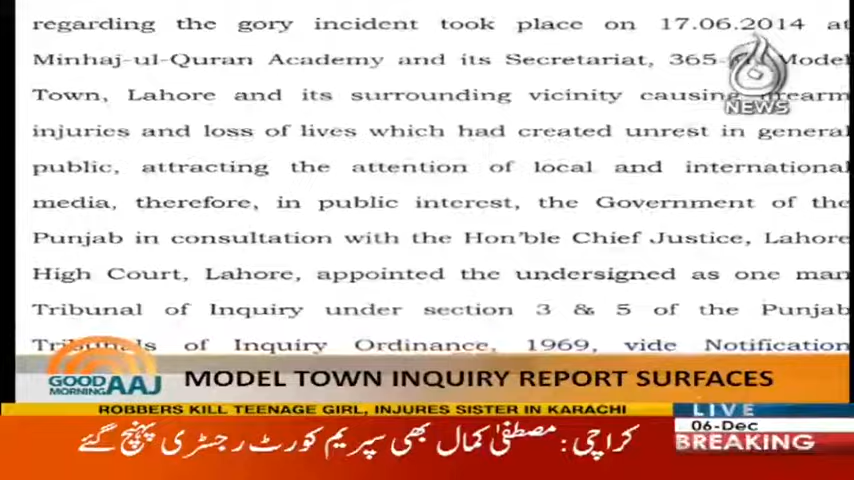 regarding the gory incident took place on 17.06.2014 at
Minhaj-ul-Quran Academy and its Secretariat, 365- Model
Town, Lahore and its surrounding vicinity causing firearm
injuries and loss of lives which had created unrest in general
public, attracting the attention of local and international
media, therefore, in public interest, the Government of the
Punjab in consultation with the Hon'ble Chief Justice, Lahore
High Court, Lahore, appointed the undersigned as one man
Tribunal of Inquiry under section 3 & 5 of the Punjab
Tribunals of Inquiry Ordinance, 1969, vide Notification
NEWS
GOOD MORNING AAJ
MODEL TOWN INQUIRY REPORT SURFACES
ROBBERS KILL TEENAGE GIRL, INJURES SISTER IN KARACHI
LIVE
06-Dec
BREAKING
کراچی: مصطفیٰ کمال بھی سپریم کورٹ رجسٹری پہنچ گئے